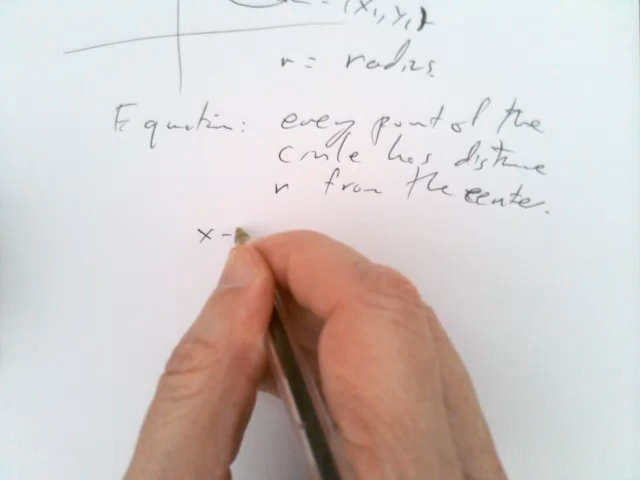 = (x₁, y₁)
r = radius
Equation: every point of the
circle has distance
r from the center.
x -